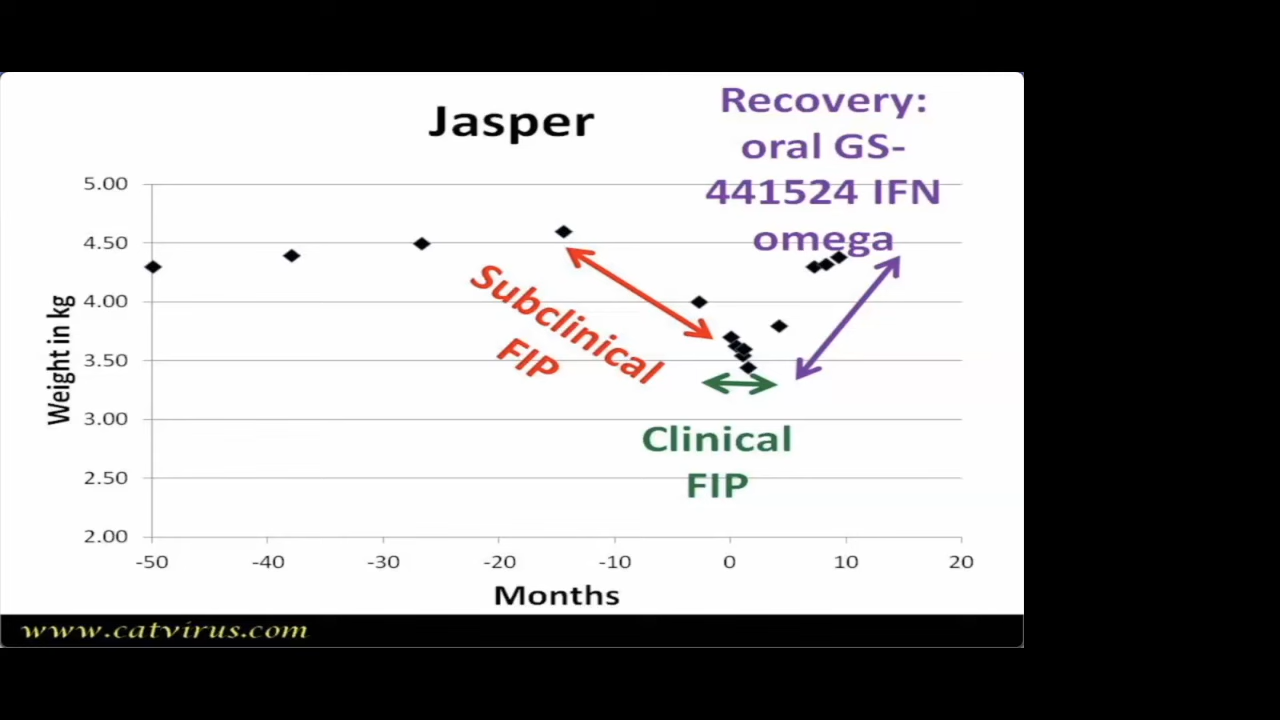 Jasper
Recovery:
oral GS-
441524 IFN
omega
5.00
4.50
4.00
3.50
3.00
2.50
2.00
Weight in kg
Subclinical
FIP
Clinical
FIP
-50
-40
-30
-20
-10
0
10
20
Months
www.catvirus.com